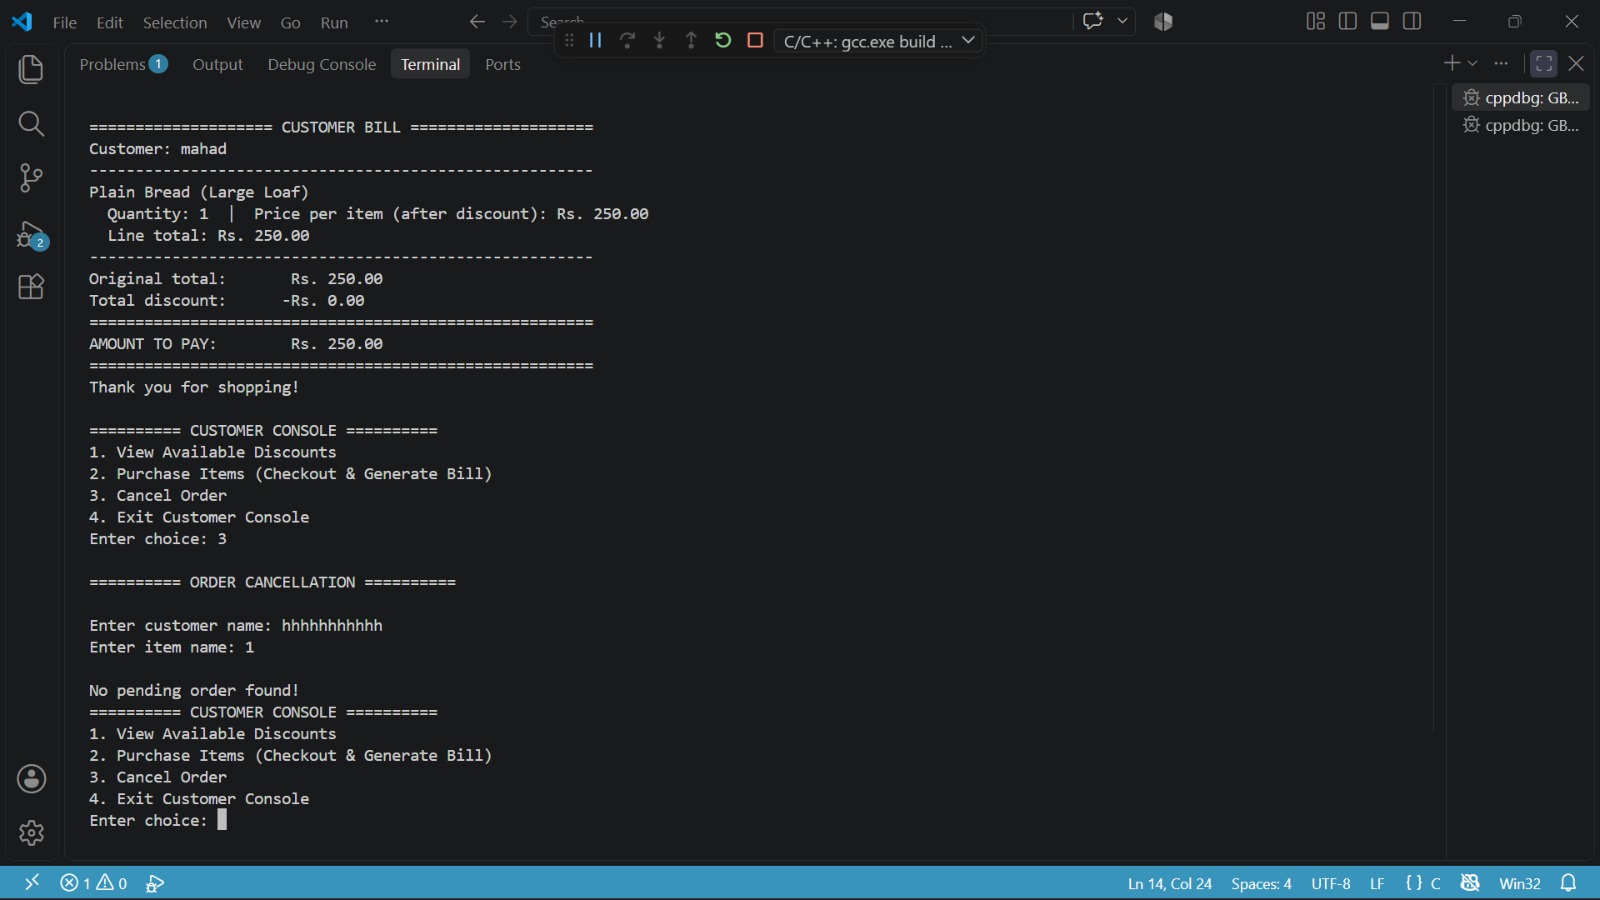 File Edit Selection View Go Run ··· Search
C/C++: gcc.exe build ...
Problems 1 Output Debug Console Terminal Ports
cppdbg: GB...
cppdbg: GB...
2
==================== CUSTOMER BILL ====================
Customer: mahad
-------------------------------------------------------
Plain Bread (Large Loaf)
  Quantity: 1  |  Price per item (after discount): Rs. 250.00
  Line total: Rs. 250.00
-------------------------------------------------------
Original total:       Rs. 250.00
Total discount:      -Rs. 0.00
=======================================================
AMOUNT TO PAY:        Rs. 250.00
=======================================================
Thank you for shopping!
========== CUSTOMER CONSOLE ==========
1. View Available Discounts
2. Purchase Items (Checkout & Generate Bill)
3. Cancel Order
4. Exit Customer Console
Enter choice: 3
========== ORDER CANCELLATION ==========
Enter customer name: hhhhhhhhhhh
Enter item name: 1
No pending order found!
========== CUSTOMER CONSOLE ==========
1. View Available Discounts
2. Purchase Items (Checkout & Generate Bill)
3. Cancel Order
4. Exit Customer Console
Enter choice:
1 0 Ln 14, Col 24 Spaces: 4 UTF-8 LF {} C Win32